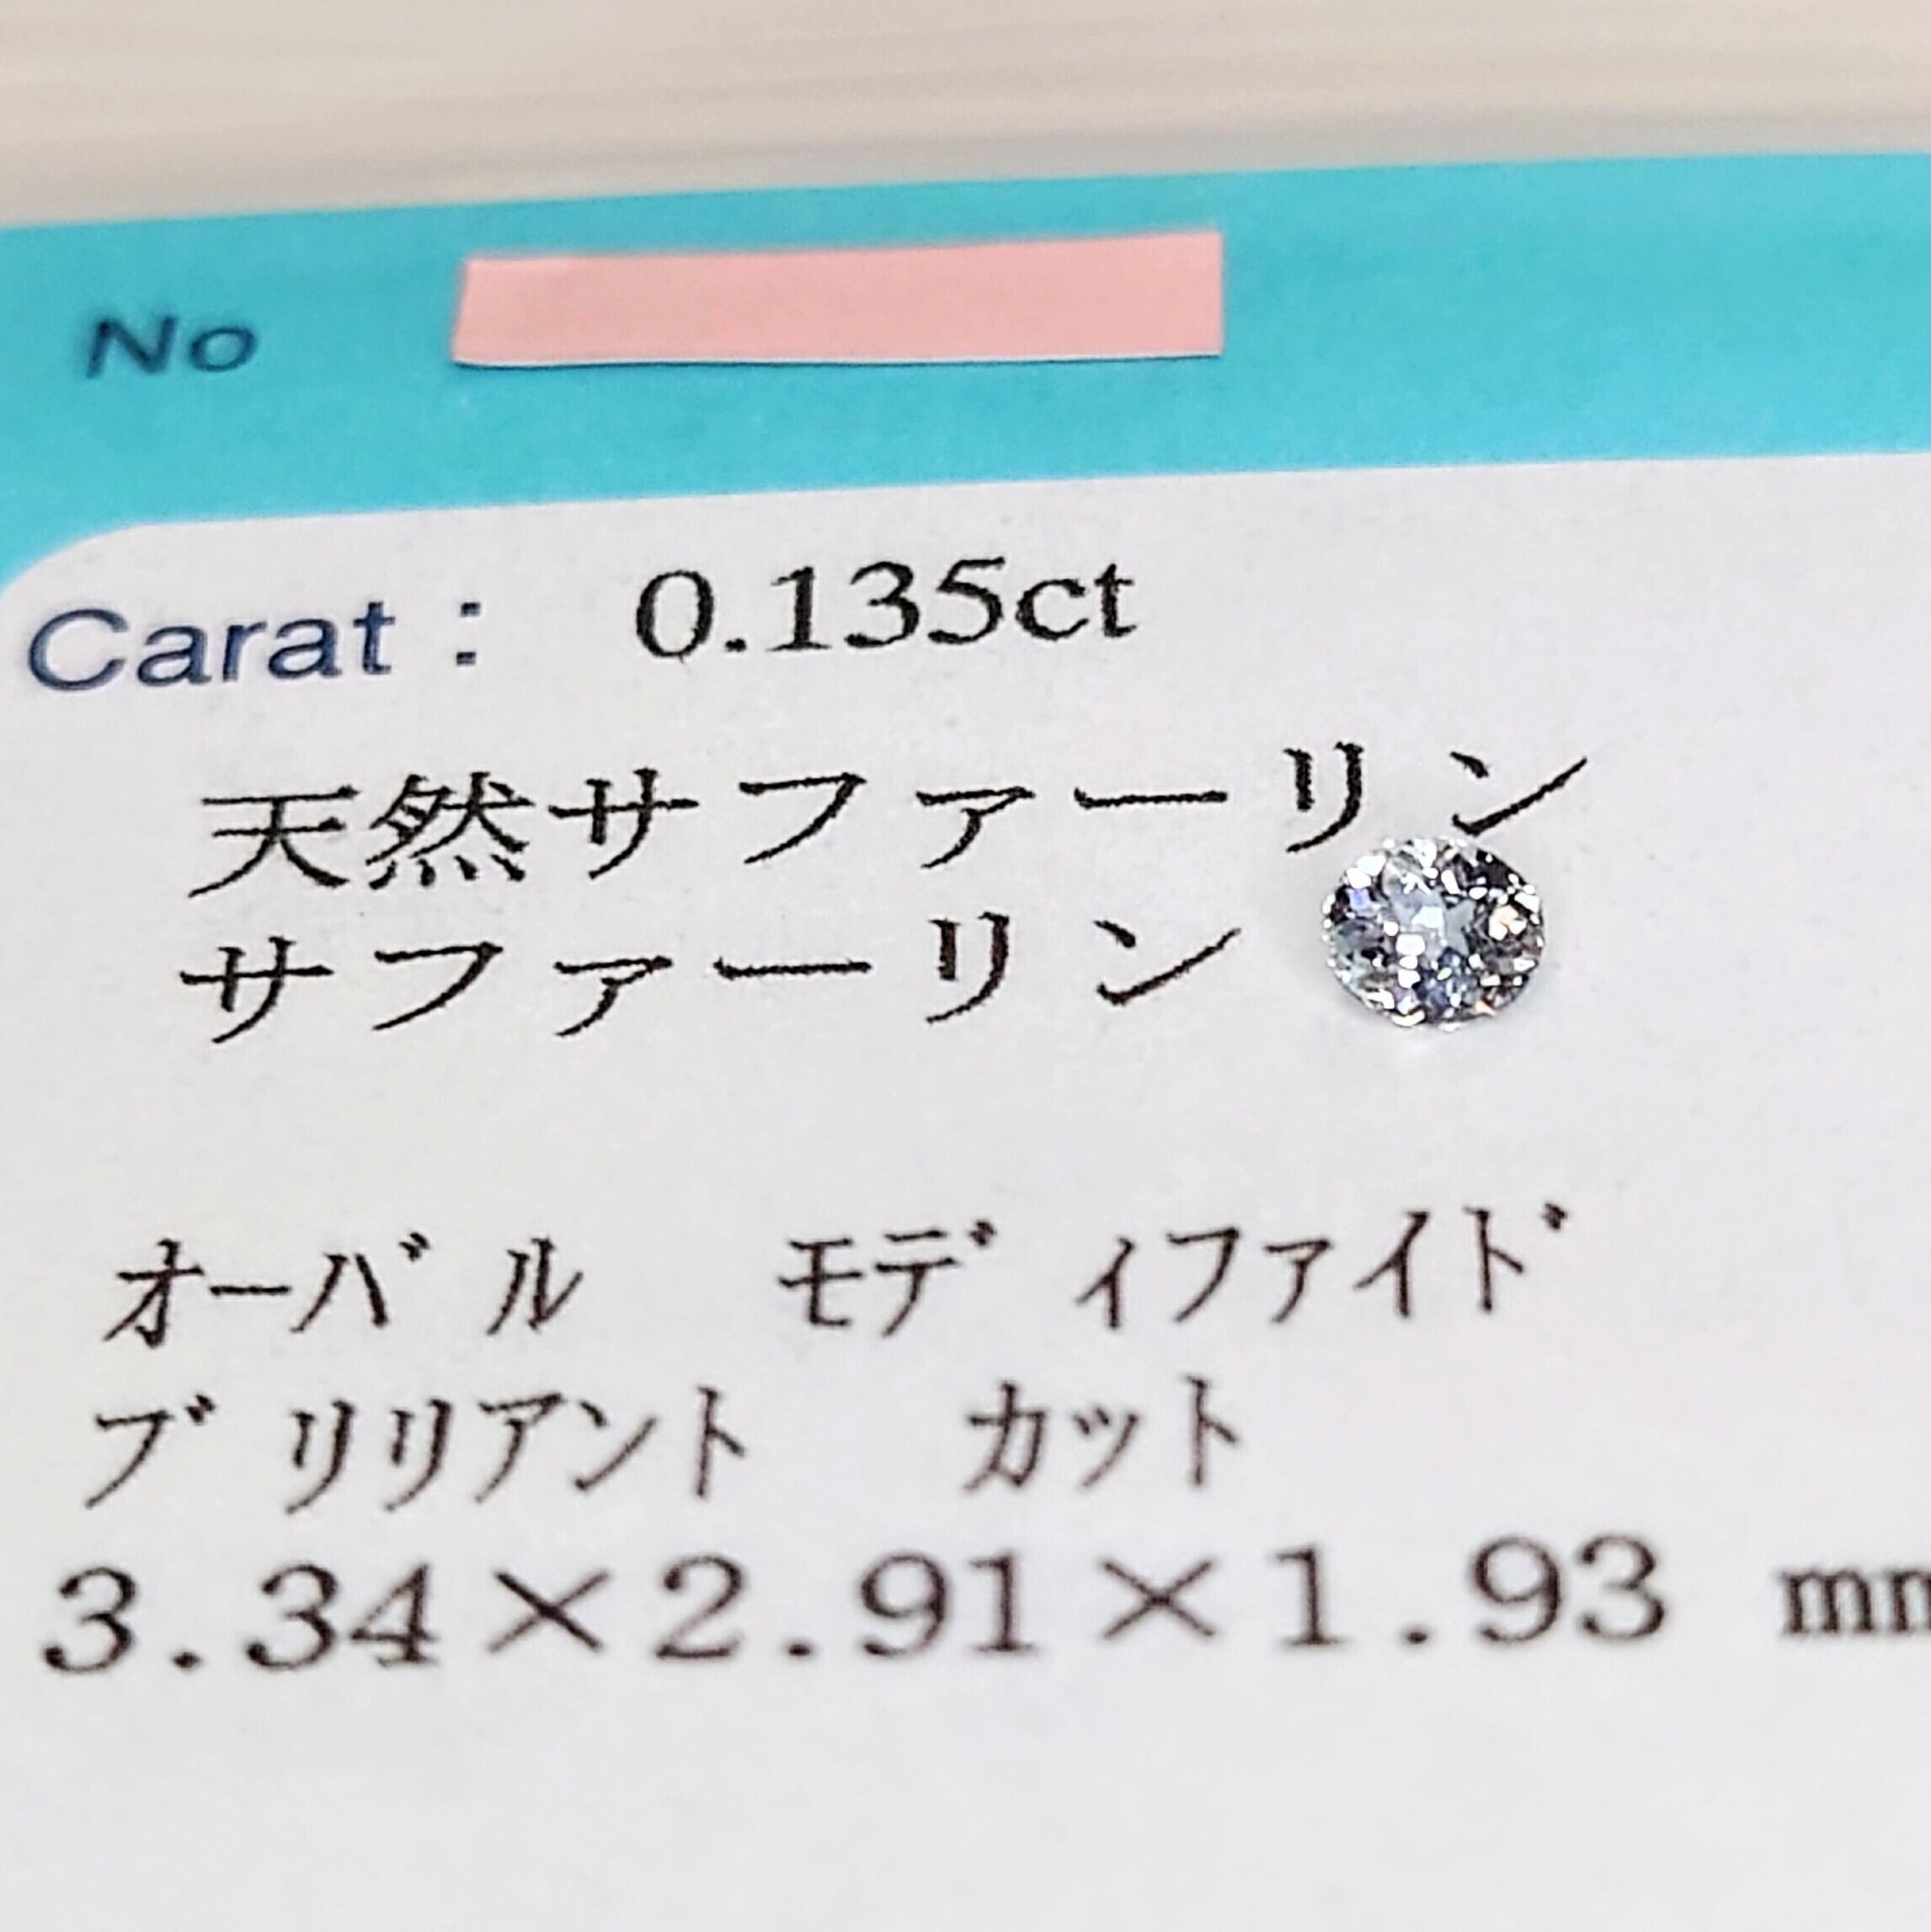 No
Carat : 0.135ct
天然サファーリン
サファーリン
オーバル モディファイド
ブリリアント カット
3.34×2.91×1.93 mm